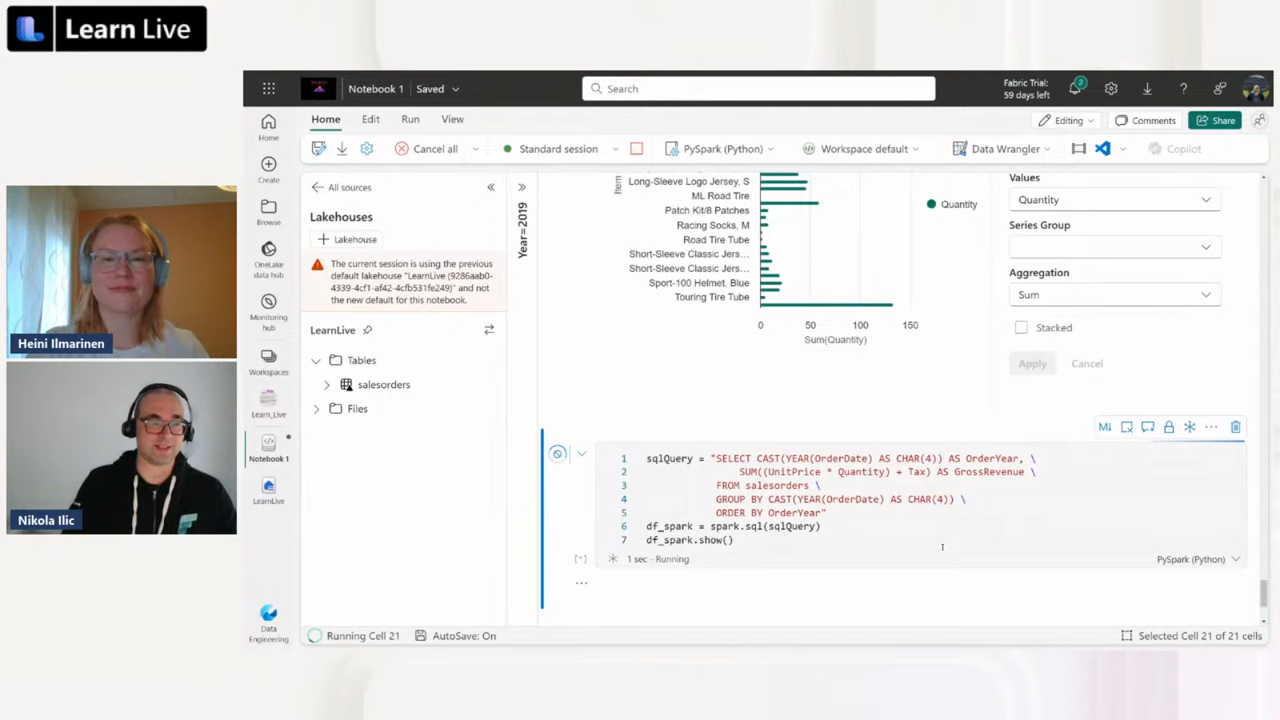 Learn Live
Notebook 1
Saved
Search
Fabric Trial:
59 days left
2
Home
Edit
Run
View
Editing
Comments
Share
Cancel all
Standard session
PySpark (Python)
Workspace default
Data Wrangler
Copilot
Home
Create
Browse
OneLake
data hub
Monitoring
hub
Workspaces
Learn_Live
Notebook 1
LearnLive
Data
Engineering
All sources
Lakehouses
Lakehouse
The current session is using the previous
default lakehouse "LearnLive (9286aab0-
4339-4cf1-af42-4cfb531fe249)" and not
the new default for this notebook.
LearnLive
Tables
salesorders
Files
Year=2019
Item
Long-Sleeve Logo Jersey, S
ML Road Tire
Patch Kit/8 Patches
Racing Socks, M
Road Tire Tube
Short-Sleeve Classic Jers...
Short-Sleeve Classic Jers...
Sport-100 Helmet, Blue
Touring Tire Tube
0
50
100
150
Sum(Quantity)
Quantity
Values
Quantity
Series Group
Aggregation
Sum
Stacked
Apply
Cancel
M↓
1 sqlQuery = "SELECT CAST(YEAR(OrderDate) AS CHAR(4)) AS OrderYear, \
2 SUM((UnitPrice * Quantity) + Tax) AS GrossRevenue \
3 FROM salesorders \
4 GROUP BY CAST(YEAR(OrderDate) AS CHAR(4)) \
5 ORDER BY OrderYear"
6 df_spark = spark.sql(sqlQuery)
7 df_spark.show()
[*]
1 sec - Running
PySpark (Python)
...
Running Cell 21
AutoSave: On
Selected Cell 21 of 21 cells
Heini Ilmarinen
Nikola Ilic